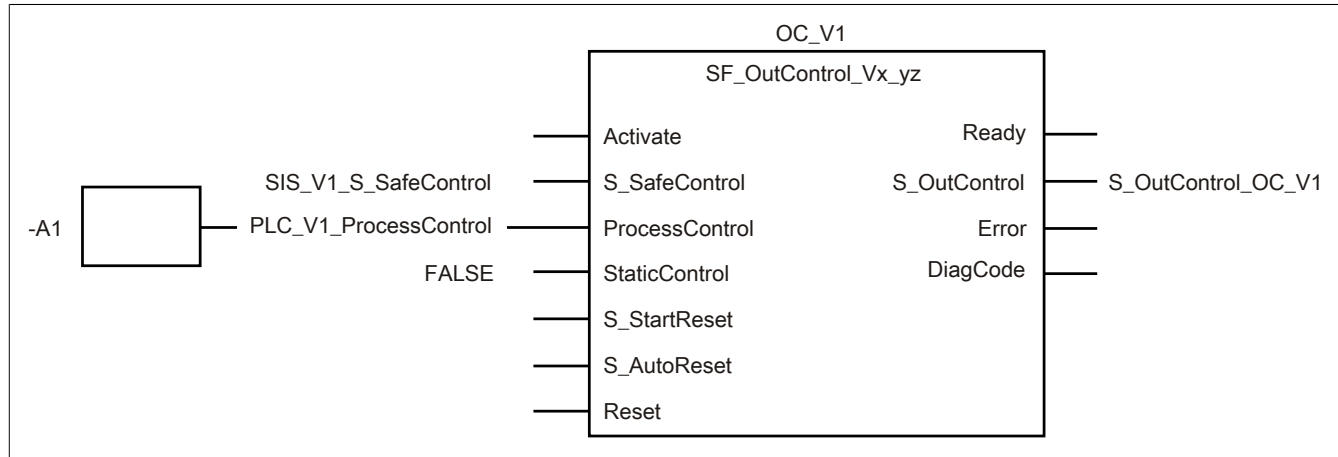 OC_V1
SF_OutControl_Vx_yz
Activate Ready
SIS_V1_S_SafeControl S_SafeControl S_OutControl S_OutControl_OC_V1
-A1 PLC_V1_ProcessControl ProcessControl Error
FALSE StaticControl DiagCode
S_StartReset
S_AutoReset
Reset